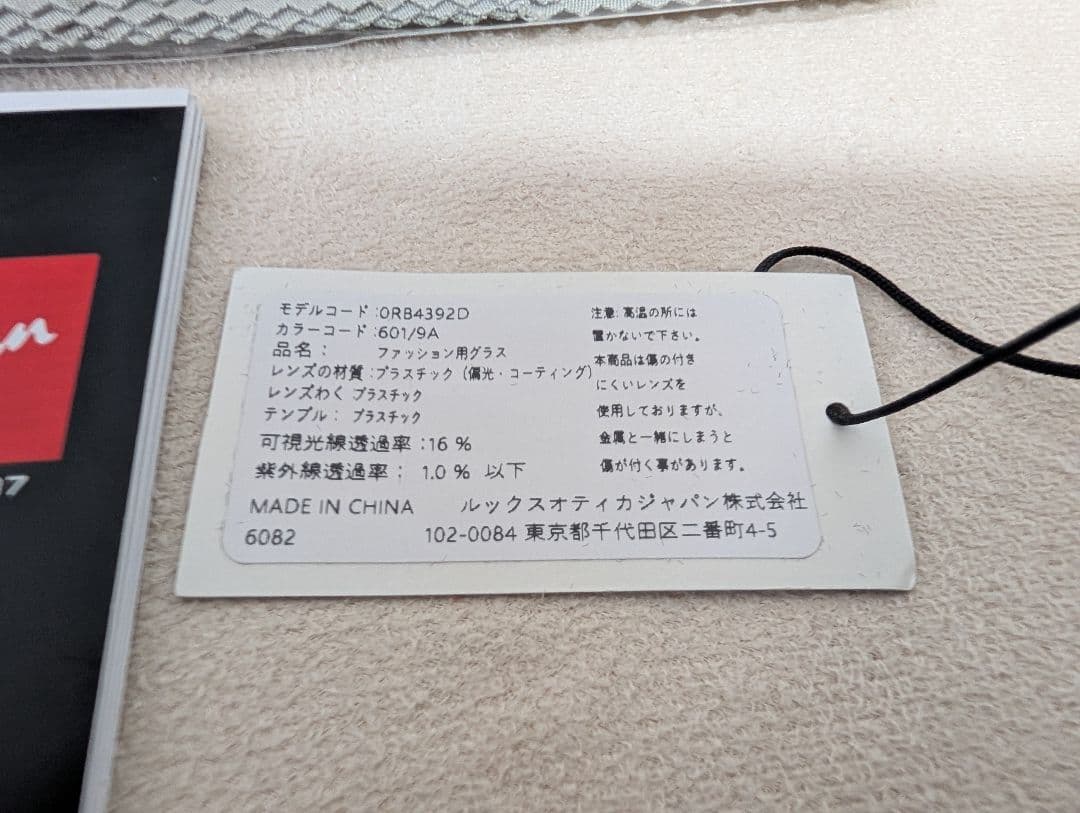 モデルコード:0RB4392D
カラーコード:601/9A
品名: ファッション用グラス
レンズの材質:プラスチック(偏光・コーティング)
レンズわく プラスチック
テンプル: プラスチック
可視光線透過率:16 %
紫外線透過率: 1.0 % 以下
MADE IN CHINA ルックスオティカジャパン株式会社
6082 102-0084 東京都千代田区二番町4-5
注意:高温の所には
置かないで下さい。
本商品は傷の付き
にくいレンズを
使用しておりますが、
金属と一緒にしまうと
傷が付く事があります。